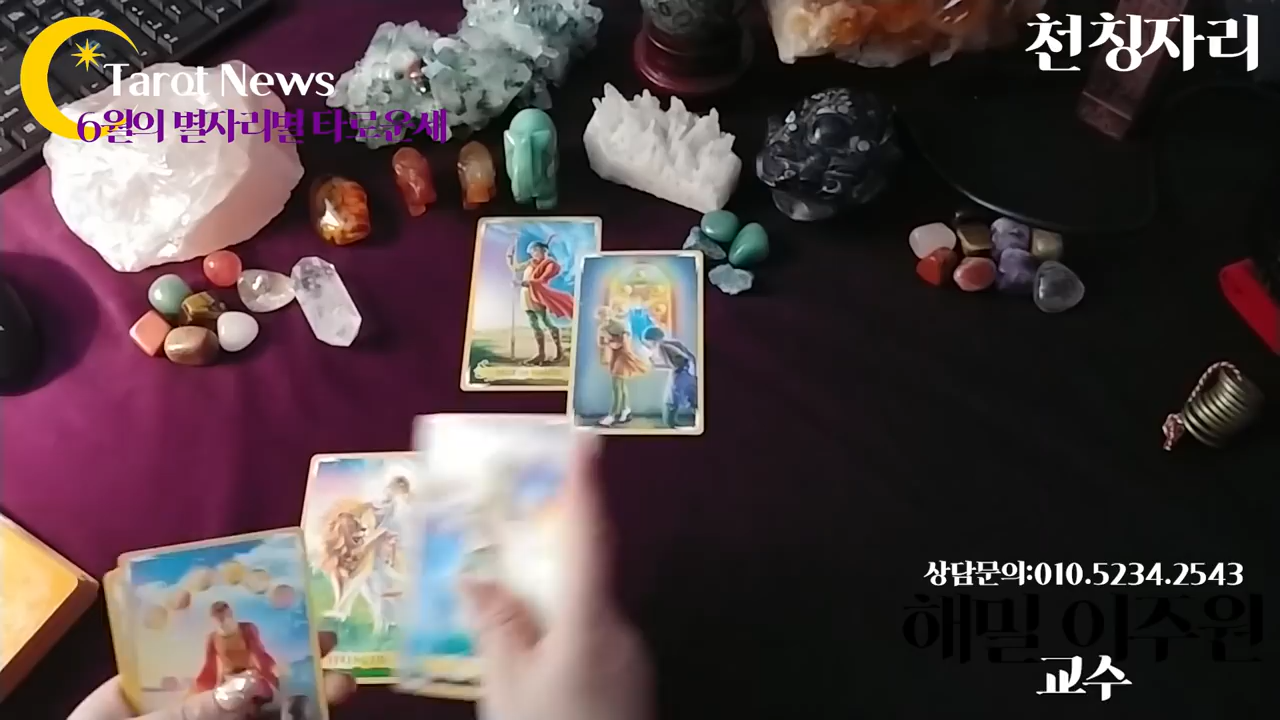 Tarot News
6월의 별자리별 타로운세
천칭자리
상담문의:010.5234.2543
해밀 이주원
교수